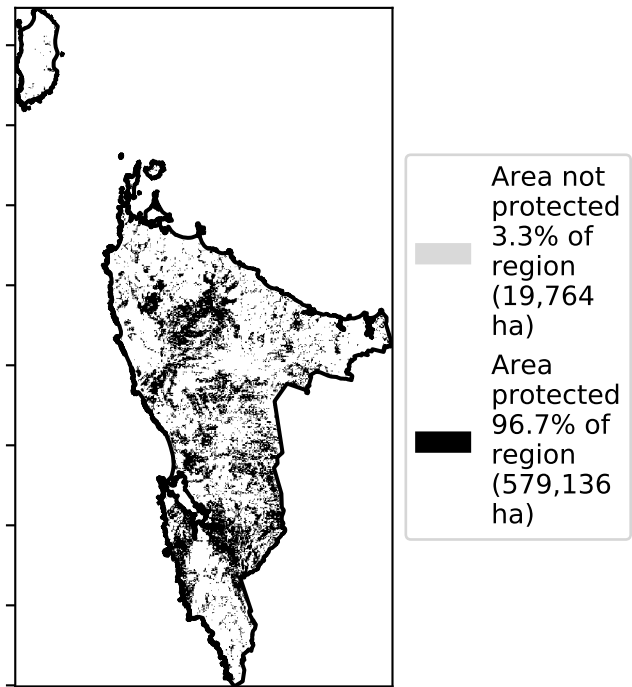 Area not
protected
3.3% of
region
(19,764
ha)
Area
protected
96.7% of
region
(579,136
ha)